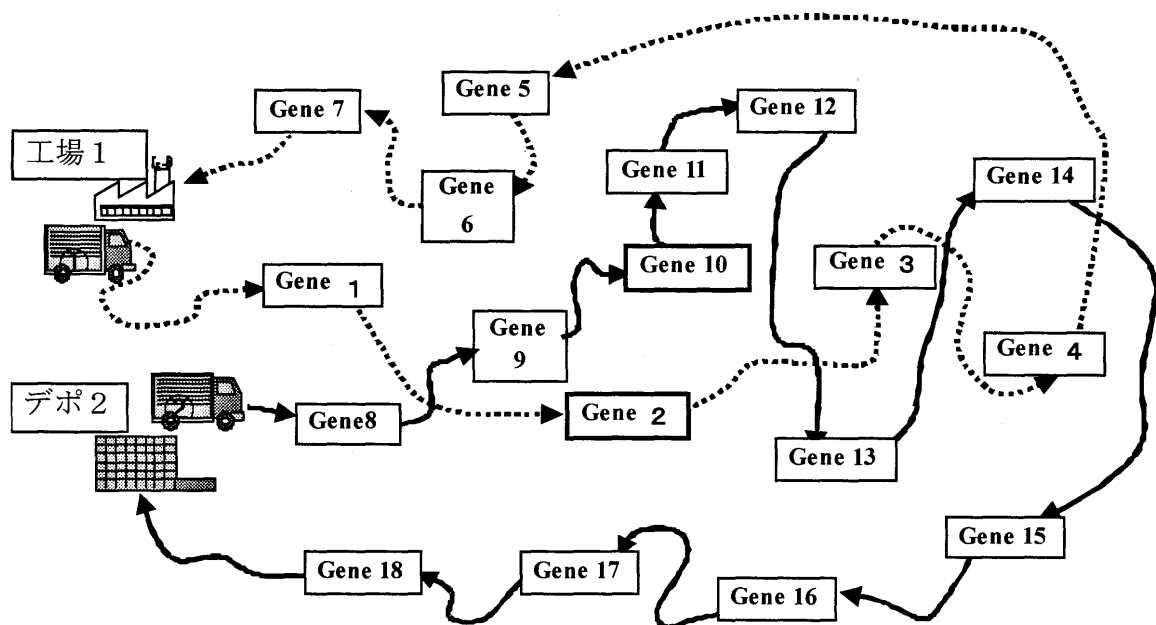 Gene 5
Gene 12
Gene 7
工場1
Gene 11
Gene 14
Gene
6
Gene 10
Gene 3
Gene 1
Gene
9
Gene 4
デポ2
Gene8
Gene 2
Gene 13
Gene 15
Gene 18
Gene 17
Gene 16